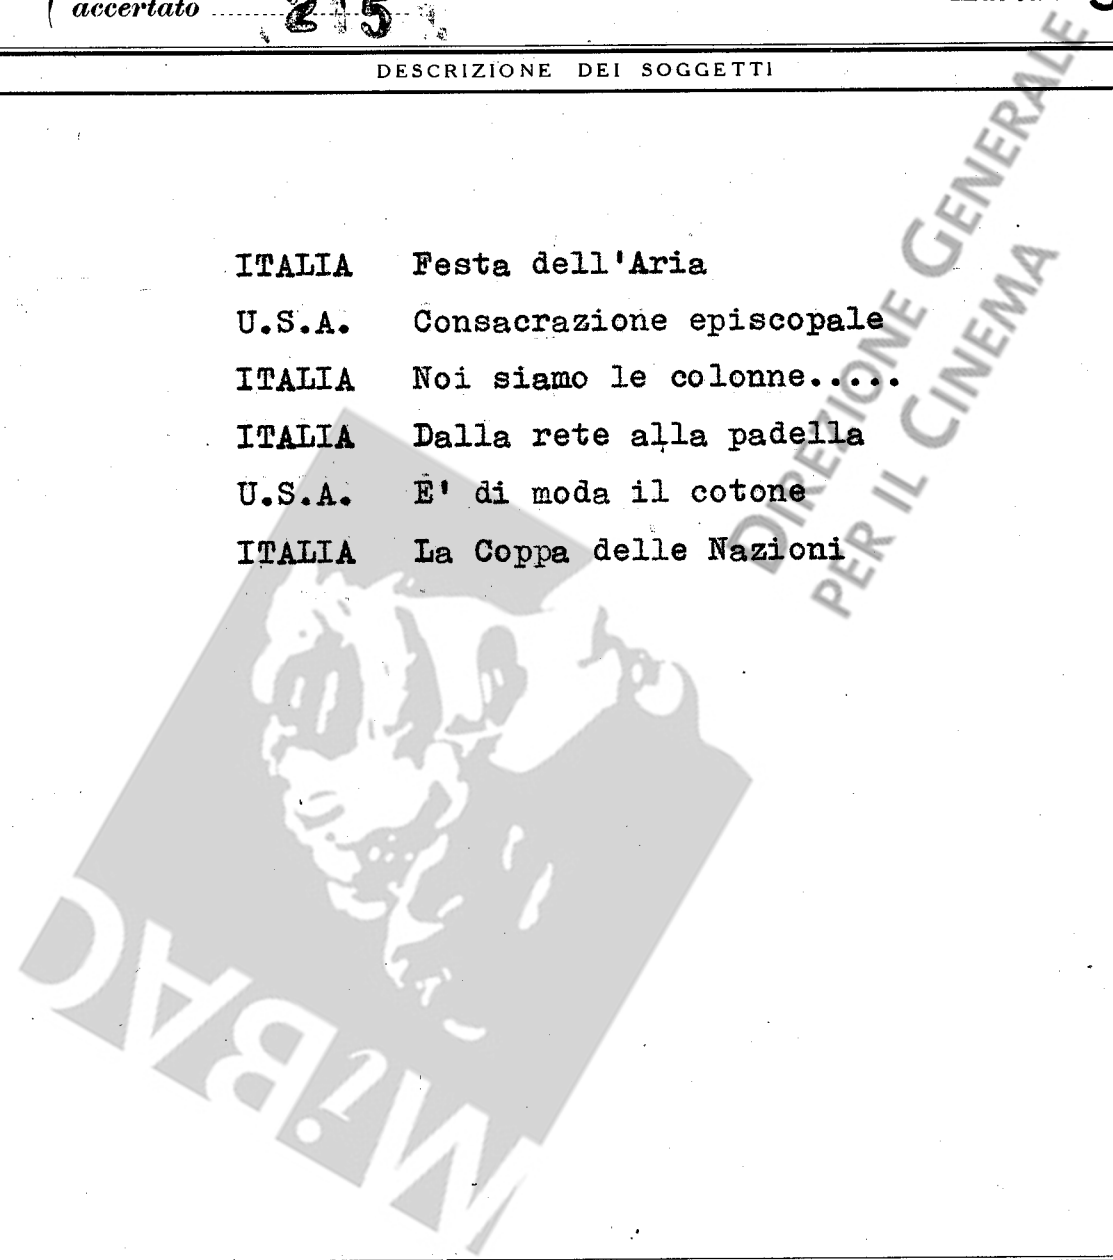 accertato 215
DESCRIZIONE DEI SOGGETTI
ITALIA Festa dell'Aria
U.S.A. Consacrazione episcopale
ITALIA Noi siamo le colonne.....
ITALIA Dalla rete alla padella
U.S.A. E' di moda il cotone
ITALIA La Coppa delle Nazioni
DIREZIONE GENERALE
PER IL CINEMA
MiBAC